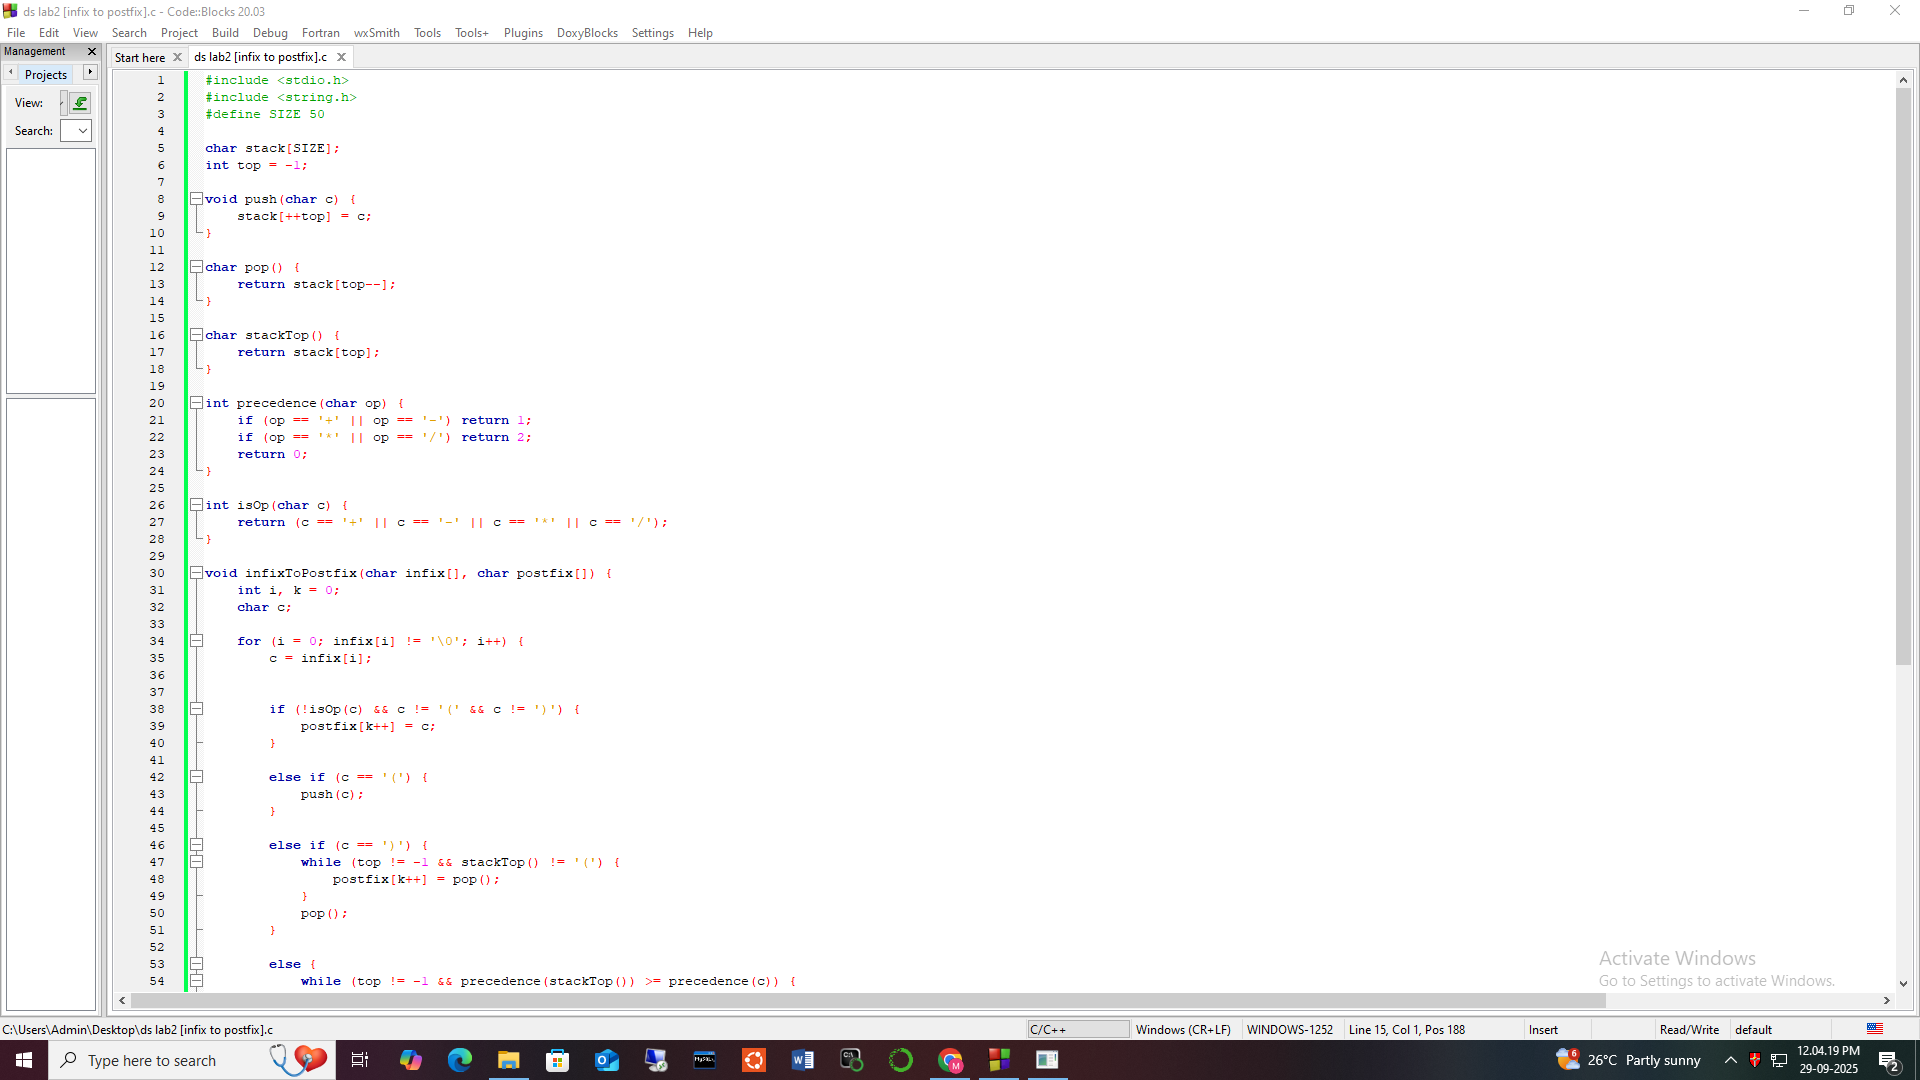 ds lab2 [infix to postfix].c - Code::Blocks 20.03
File Edit View Search Project Build Debug Fortran wxSmith Tools Tools+ Plugins DoxyBlocks Settings Help
Management
Projects
View:
Search:
Start here
ds lab2 [infix to postfix].c
1 #include <stdio.h>
2 #include <string.h>
3 #define SIZE 50
4
5 char stack[SIZE];
6 int top = -1;
7
8 void push(char c) {
9 stack[++top] = c;
10 }
11
12 char pop() {
13 return stack[top--];
14 }
15
16 char stackTop() {
17 return stack[top];
18 }
19
20 int precedence(char op) {
21 if (op == '+' || op == '-') return 1;
22 if (op == '*' || op == '/') return 2;
23 return 0;
24 }
25
26 int isOp(char c) {
27 return (c == '+' || c == '-' || c == '*' || c == '/');
28 }
29
30 void infixToPostfix(char infix[], char postfix[]) {
31 int i, k = 0;
32 char c;
33
34 for (i = 0; infix[i] != '\0'; i++) {
35 c = infix[i];
36
37
38 if (!isOp(c) && c != '(' && c != ')') {
39 postfix[k++] = c;
40 }
41
42 else if (c == '(') {
43 push(c);
44 }
45
46 else if (c == ')') {
47 while (top != -1 && stackTop() != '(') {
48 postfix[k++] = pop();
49 }
50 pop();
51 }
52
53 else {
54 while (top != -1 && precedence(stackTop()) >= precedence(c)) {
Activate Windows
Go to Settings to activate Windows.
C:\Users\Admin\Desktop\ds lab2 [infix to postfix].c
C/C++
Windows (CR+LF)
WINDOWS-1252
Line 15, Col 1, Pos 188
Insert
Read/Write
default
Type here to search
26°C Partly sunny
12.04.19 PM
29-09-2025